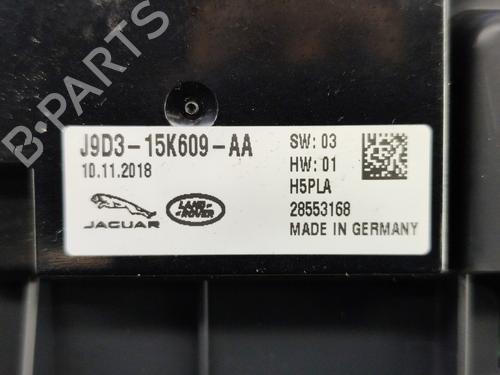 J9D3-15K609-AA
10.11.2018
JAGUAR
LAND ROVER
SW: 03
HW: 01
H5PLA
28553168
MADE IN GERMANY
B-PARTS